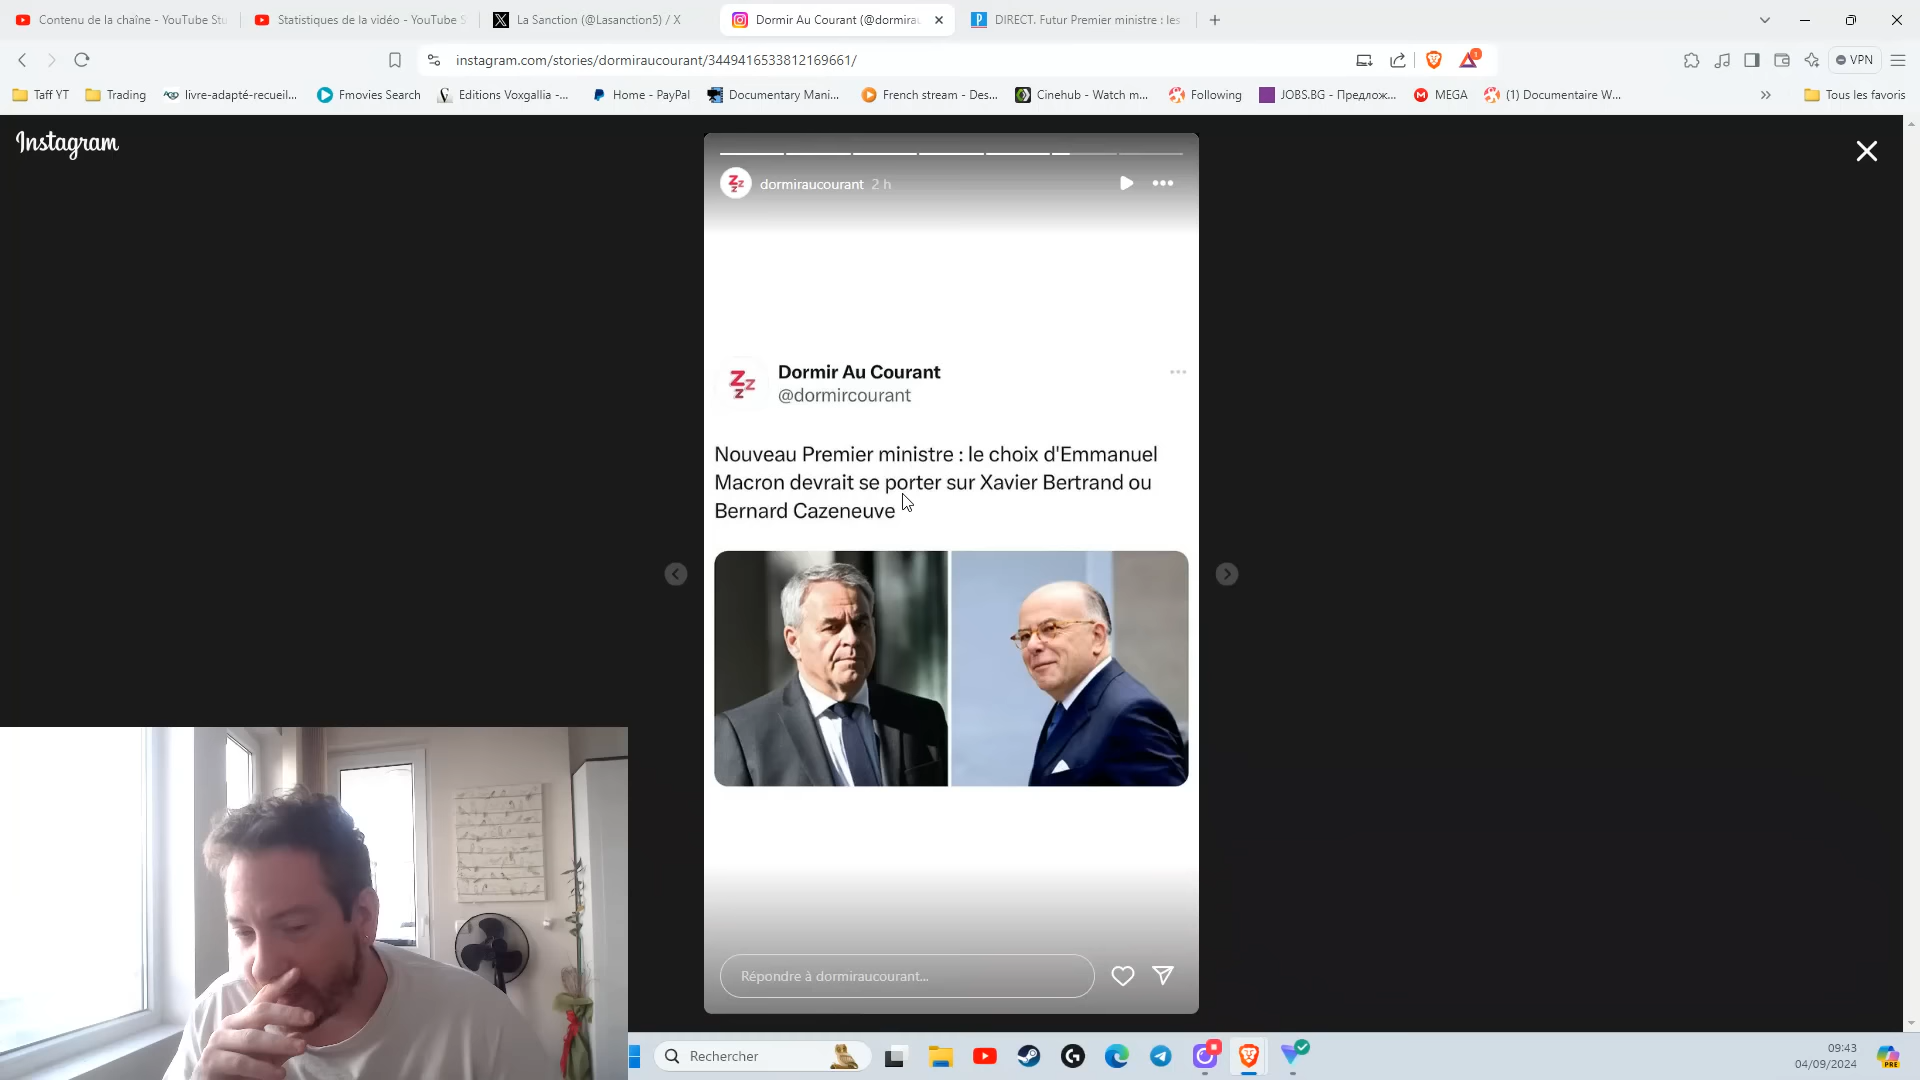 Contenu de la chaîne - YouTube Stu
Statistiques de la vidéo - YouTube S
La Sanction (@Lasanction5) / X
Dormir Au Courant (@dormirau
DIRECT. Futur Premier ministre : les
instagram.com/stories/dormiraucourant/3449416533812169661/
1
VPN
Taff YT
Trading
livre-adapté-recueil...
Fmovies Search
Editions Voxgallia -...
Home - PayPal
Documentary Mani...
French stream - Des...
Cinehub - Watch m...
Following
JOBS.BG - Предлож...
MEGA
(1) Documentaire W...
Tous les favoris
Instagram
dormiraucourant 2 h
Dormir Au Courant
@dormircourant
Nouveau Premier ministre : le choix d'Emmanuel
Macron devrait se porter sur Xavier Bertrand ou
Bernard Cazeneuve
Répondre à dormiraucourant...
Rechercher
09:43
04/09/2024
PRE